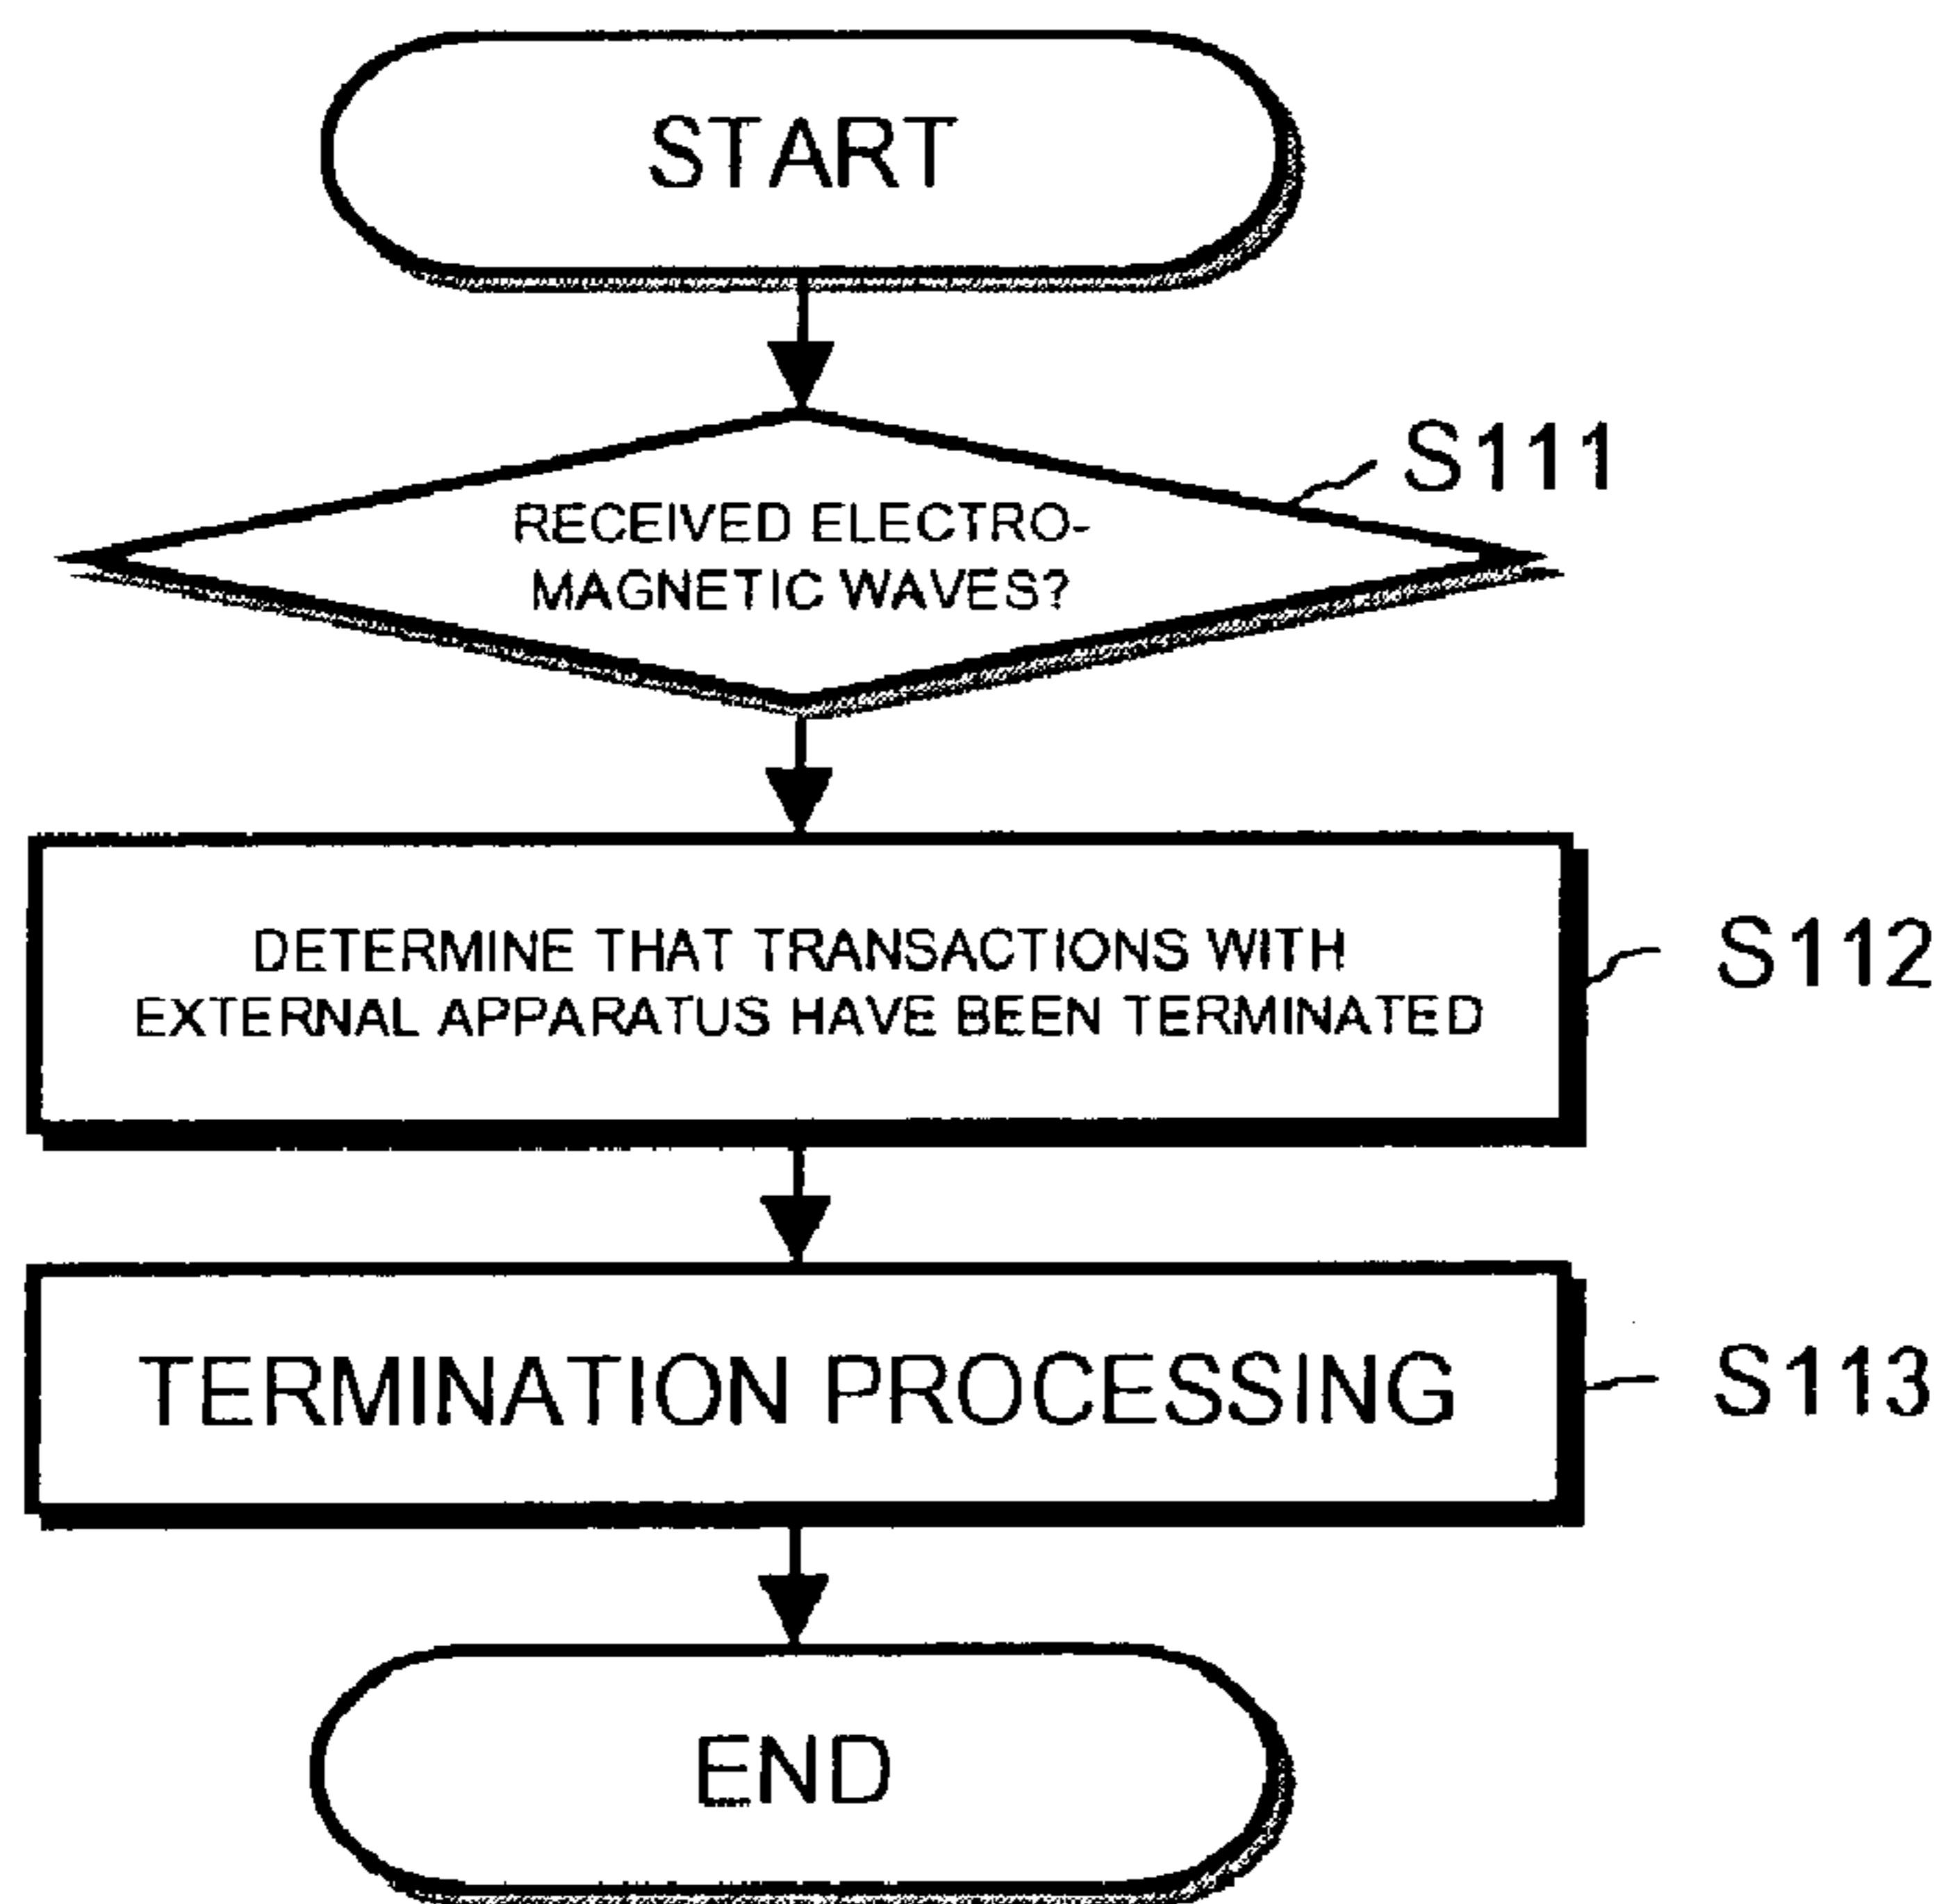 START
S111
RECEIVED ELECTRO-
MAGNETIC WAVES?
DETERMINE THAT TRANSACTIONS WITH
EXTERNAL APPARATUS HAVE BEEN TERMINATED
S112
TERMINATION PROCESSING
S113
END